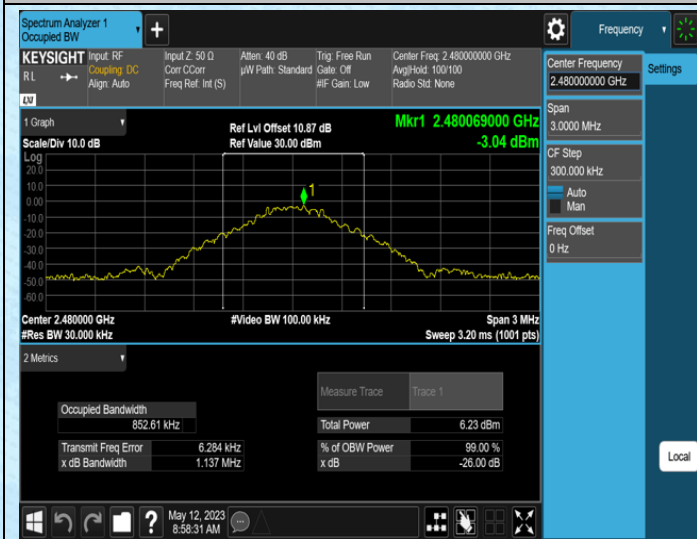 Spectrum Analyzer 1
Occupied BW
Frequency
KEYSIGHT
R L
LXI
Input: RF
Coupling: DC
Align: Auto
Input Z: 50 Ω
Corr CCorr
Freq Ref: Int (S)
Atten: 40 dB
µW Path: Standard
Trig: Free Run
Gate: Off
#IF Gain: Low
Center Freq: 2.480000000 GHz
Avg|Hold: 100/100
Radio Std: None
Center Frequency
2.480000000 GHz
Settings
Span
3.0000 MHz
CF Step
300.000 kHz
Auto
Man
Freq Offset
0 Hz
1 Graph
Scale/Div 10.0 dB
Ref Lvl Offset 10.87 dB
Ref Value 30.00 dBm
Mkr1 2.480069000 GHz
-3.04 dBm
Log
20.0
10.0
0.00
-10.0
-20.0
-30.0
-40.0
-50.0
-60.0
1
Center 2.480000 GHz
#Res BW 30.000 kHz
#Video BW 100.00 kHz
Span 3 MHz
Sweep 3.20 ms (1001 pts)
2 Metrics
Measure Trace Trace 1
Occupied Bandwidth
852.61 kHz
Total Power 6.23 dBm
Transmit Freq Error 6.284 kHz
% of OBW Power 99.00 %
x dB Bandwidth 1.137 MHz
x dB -26.00 dB
Local
?
May 12, 2023
8:58:31 AM